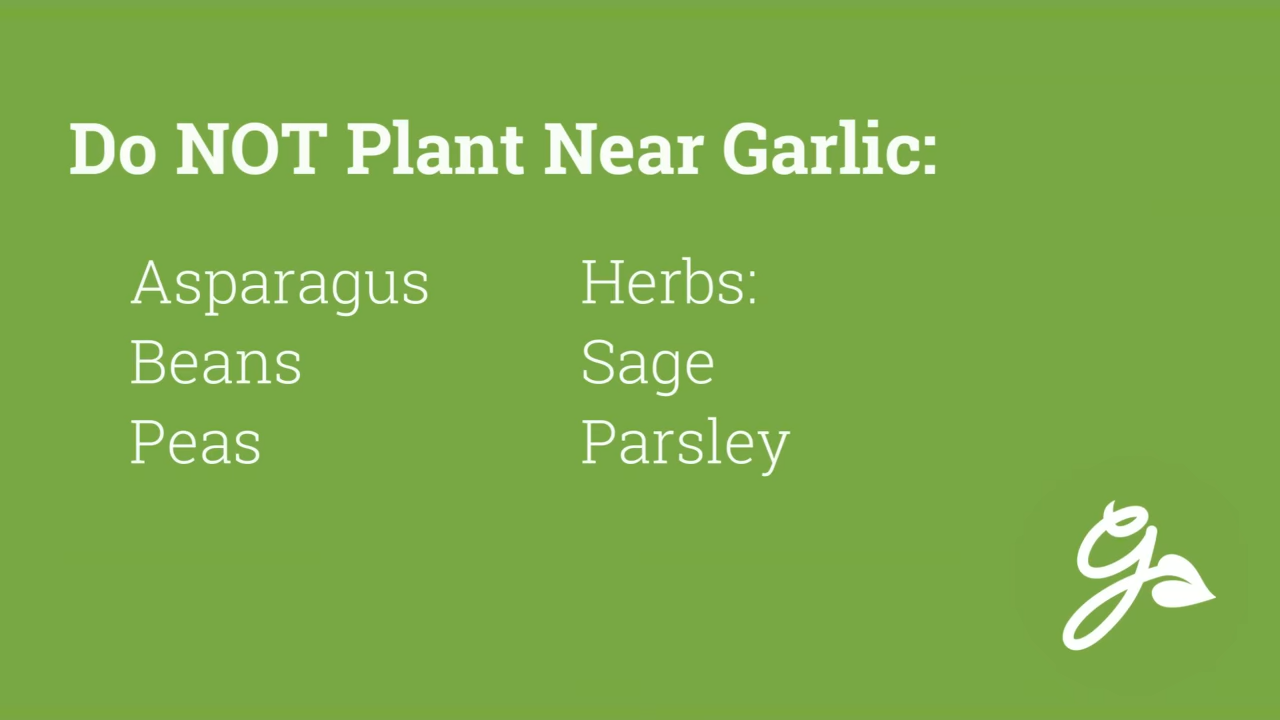 Do NOT Plant Near Garlic:
Asparagus
Beans
Peas
Herbs:
Sage
Parsley